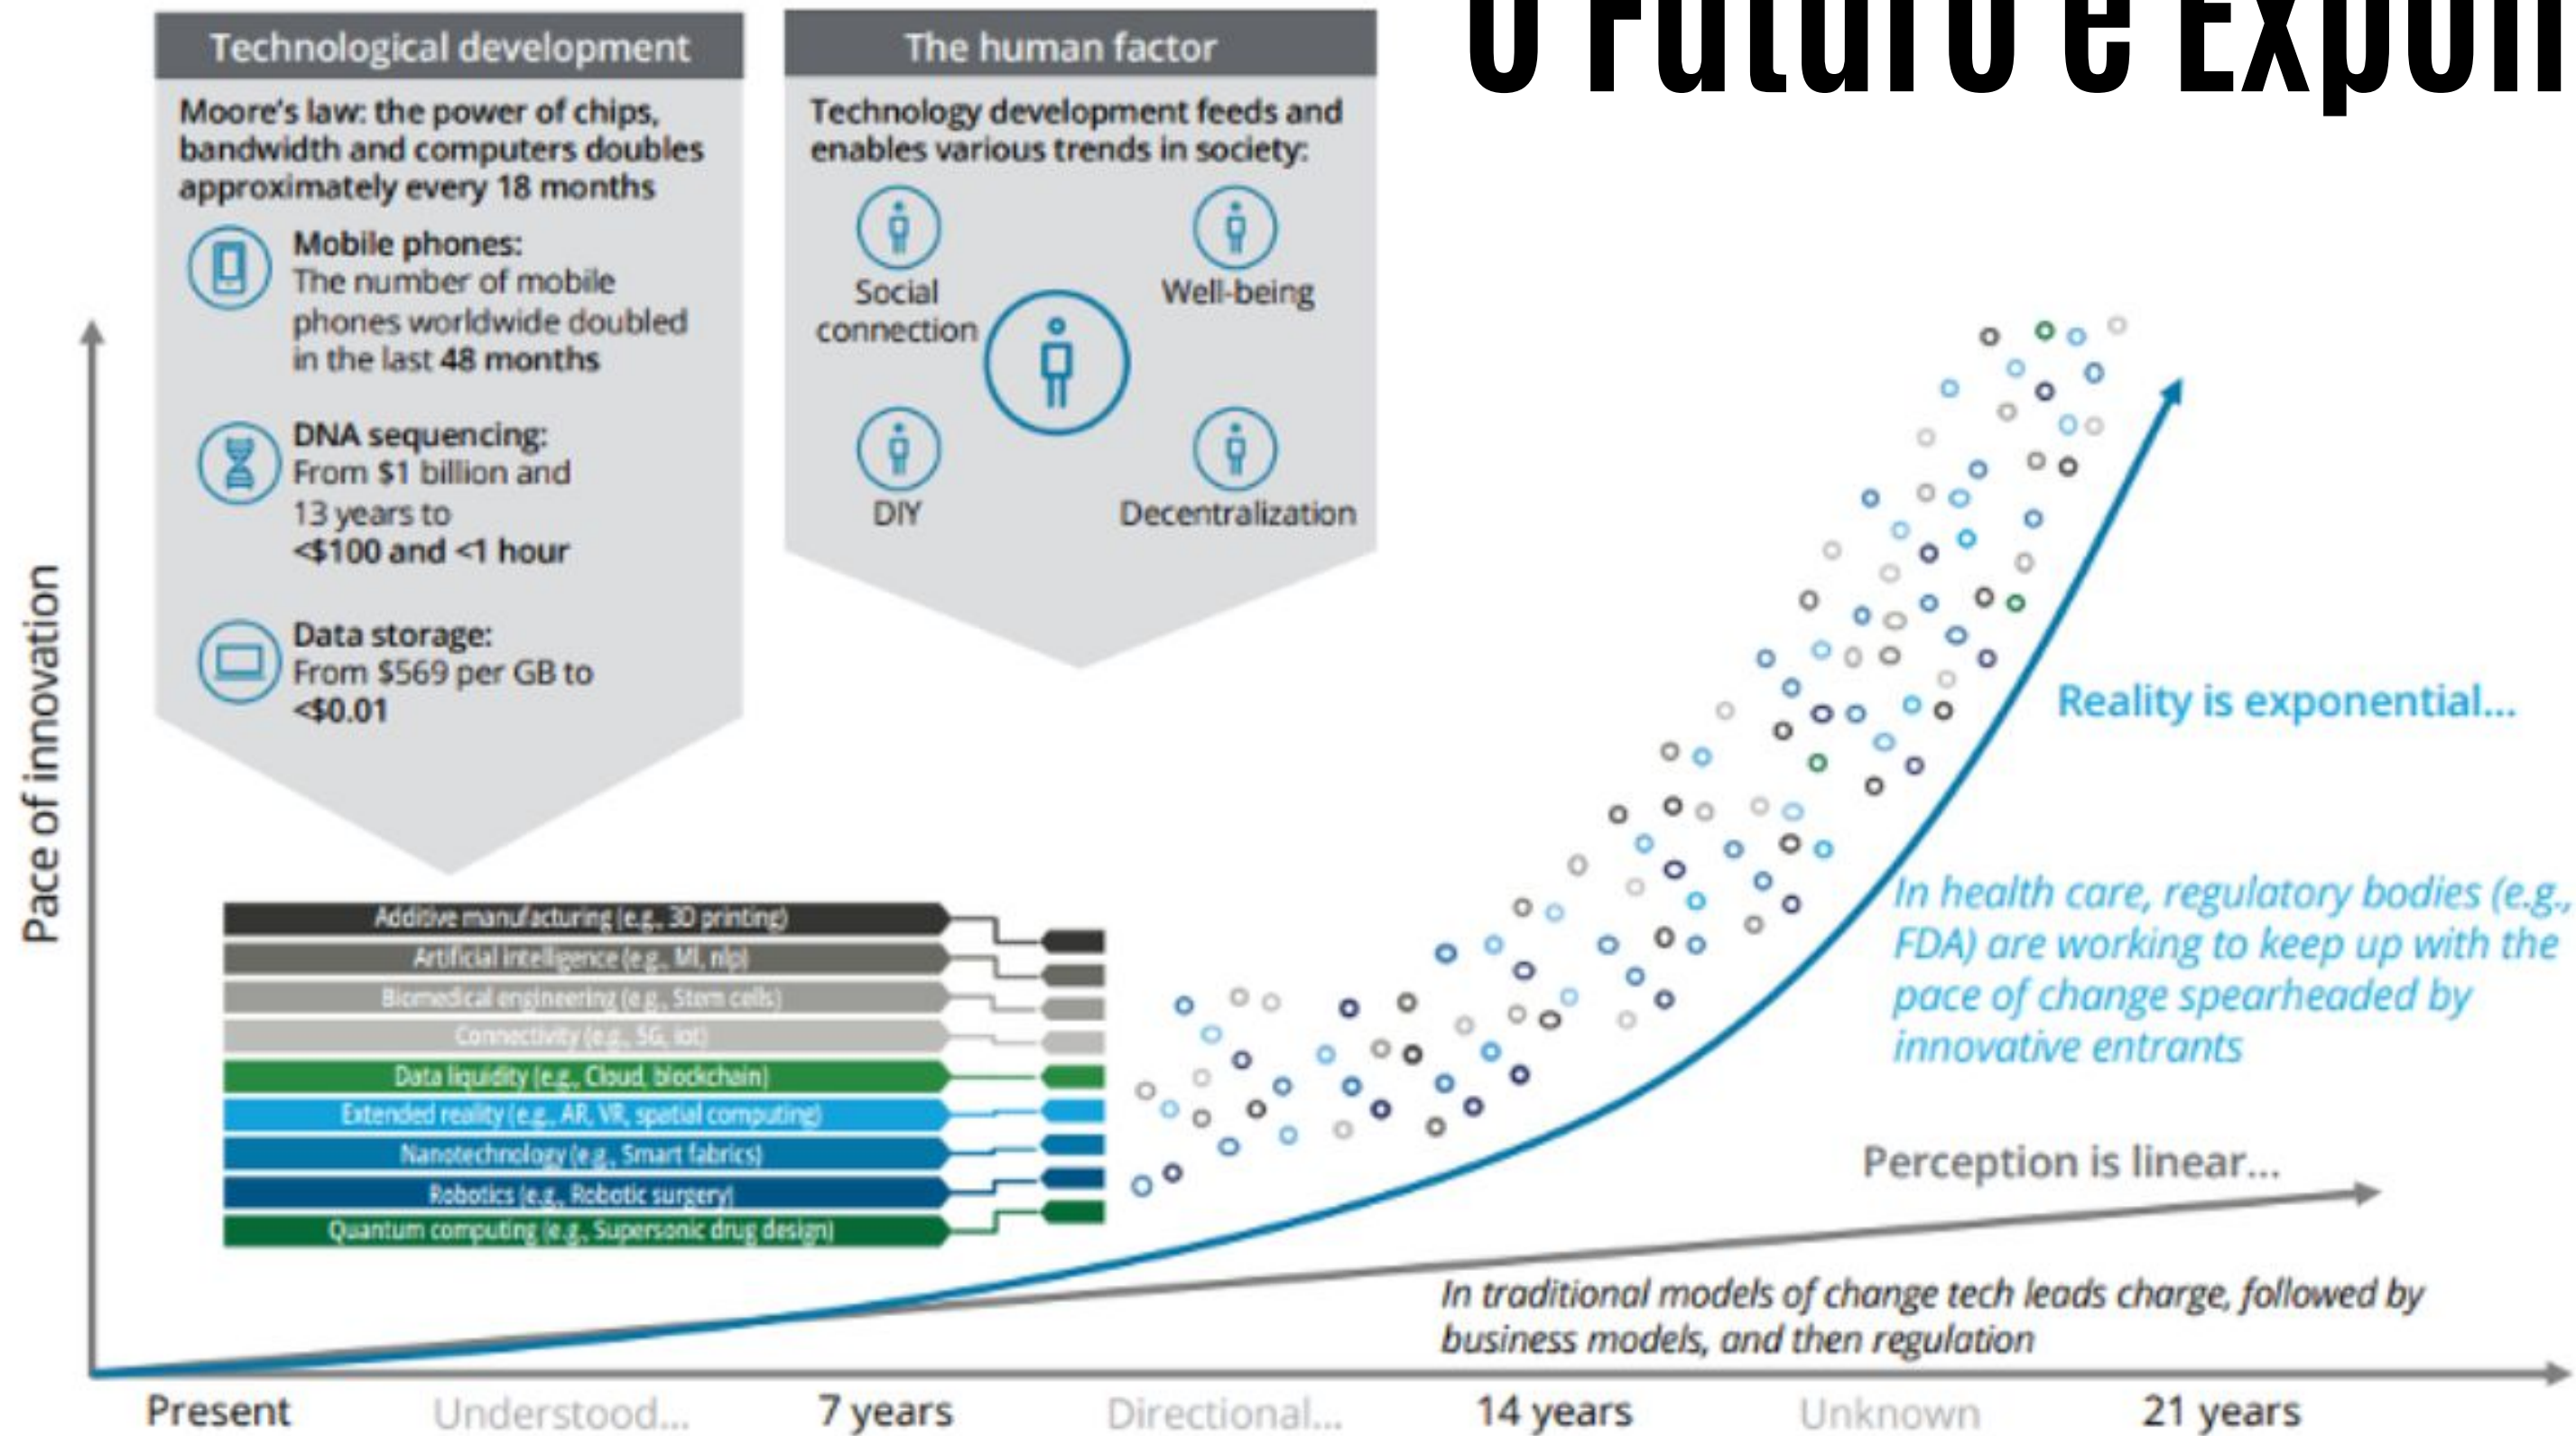 O Futuro é
Technological development
Moore's law: the power of chips,
bandwidth and computers doubles
approximately every 18 months
Mobile phones:
The number of mobile
phones worldwide doubled
in the last 48 months
DNA sequencing:
From $1 billion and
13 years to
<$100 and <1 hour
Data storage:
From $569 per GB to
<$0.01
The human factor
Technology development feeds and
enables various trends in society:
Social
connection
Well-being
DIY
Decentralization
Pace of innovation
Additive manufacturing (e.g., 3D printing)
Artificial intelligence (e.g., Ml, nlp)
Biomedical engineering (e.g., Stem cells)
Connectivity (e.g., 5G, iot)
Data liquidity (e.g., Cloud, blockchain)
Extended reality (e.g., AR, VR, spatial computing)
Nanotechnology (e.g., Smart fabrics)
Robotics (e.g., Robotic surgery)
Quantum computing (e.g., Supersonic drug design)
Reality is exponential...
In health care, regulatory bodies (e.g.,
FDA) are working to keep up with the
pace of change spearheaded by
innovative entrants
Perception is linear...
In traditional models of change tech leads charge, followed by
business models, and then regulation
Present
Understood...
7 years
Directional...
14 years
Unknown
21 years